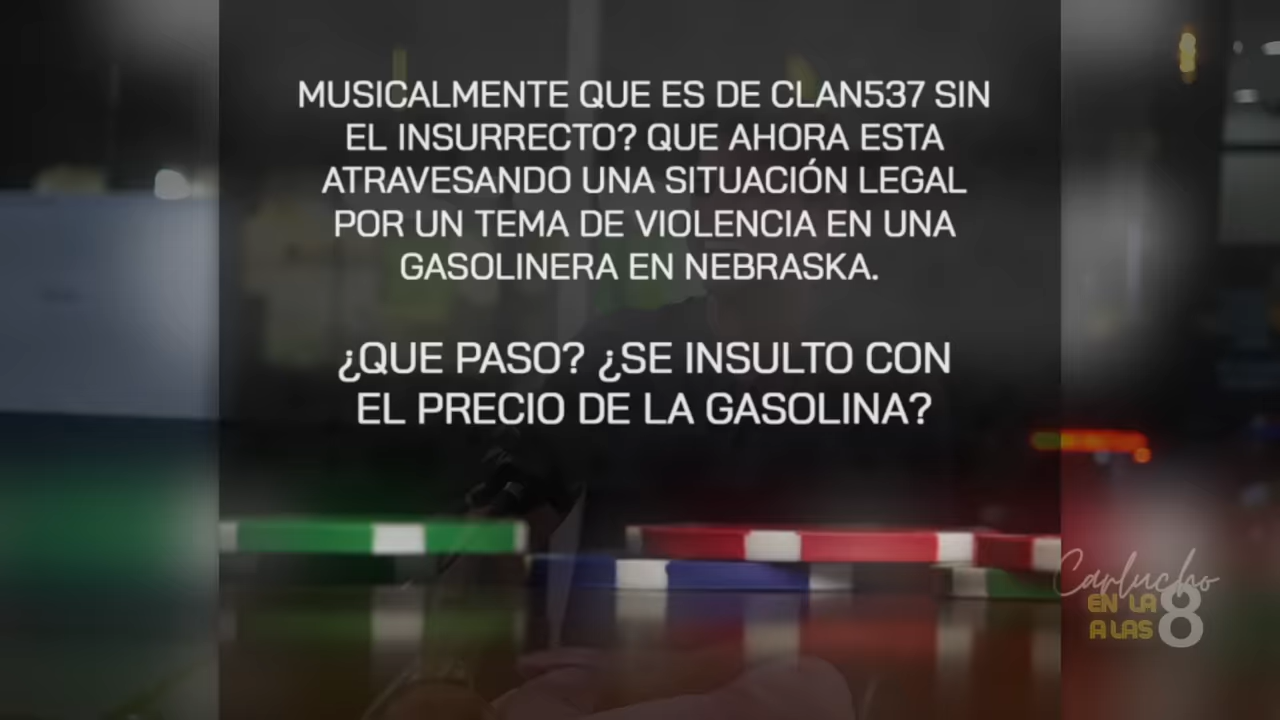 MUSICALMENTE QUE ES DE CLAN537 SIN
EL INSURRECTO? QUE AHORA ESTA
ATRAVESANDO UNA SITUACIÓN LEGAL
POR UN TEMA DE VIOLENCIA EN UNA
GASOLINERA EN NEBRASKA.
¿QUE PASO? ¿SE INSULTO CON
EL PRECIO DE LA GASOLINA?
Carlucho
EN LA 8
A LAS